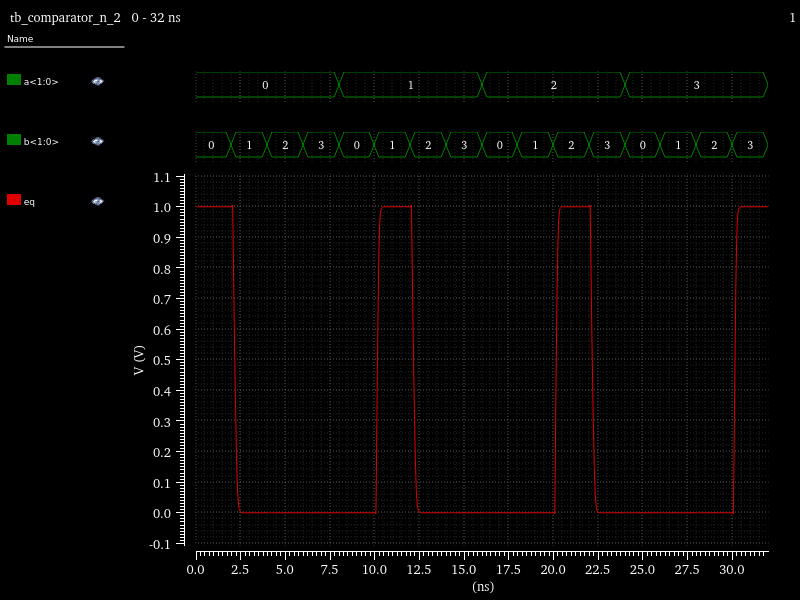 tb_comparator_n_2 0 - 32 ns 1
Name
a<1:0> 0 1 2 3
b<1:0> 0 1 2 3 0 1 2 3 0 1 2 3 0 1 2 3
eq
1.1
1.0
0.9
0.8
0.7
0.6
0.5
0.4
0.3
0.2
0.1
0.0
-0.1
V (V)
0.0 2.5 5.0 7.5 10.0 12.5 15.0 17.5 20.0 22.5 25.0 27.5 30.0
(ns)